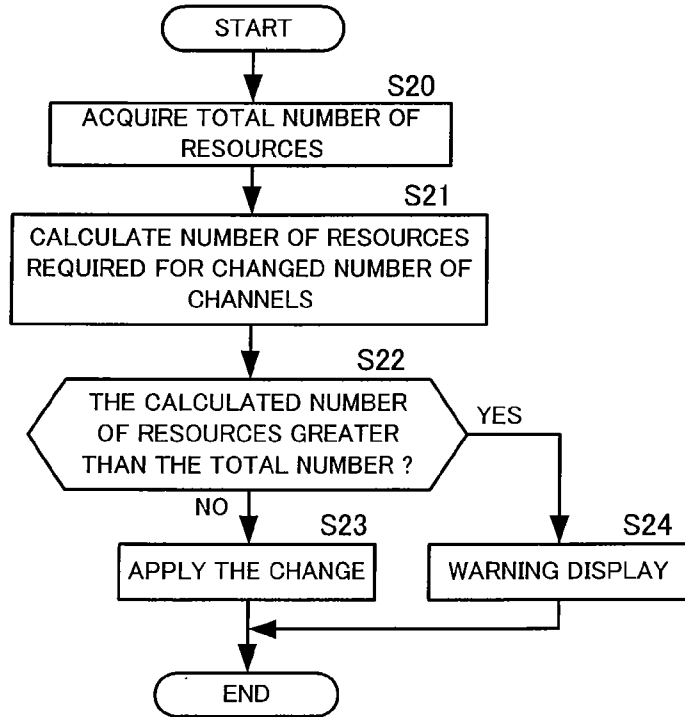 START
S20
ACQUIRE TOTAL NUMBER OF
RESOURCES
S21
CALCULATE NUMBER OF RESOURCES
REQUIRED FOR CHANGED NUMBER OF
CHANNELS
S22
THE CALCULATED NUMBER
OF RESOURCES GREATER
THAN THE TOTAL NUMBER ?
YES
NO
S23
APPLY THE CHANGE
S24
WARNING DISPLAY
END